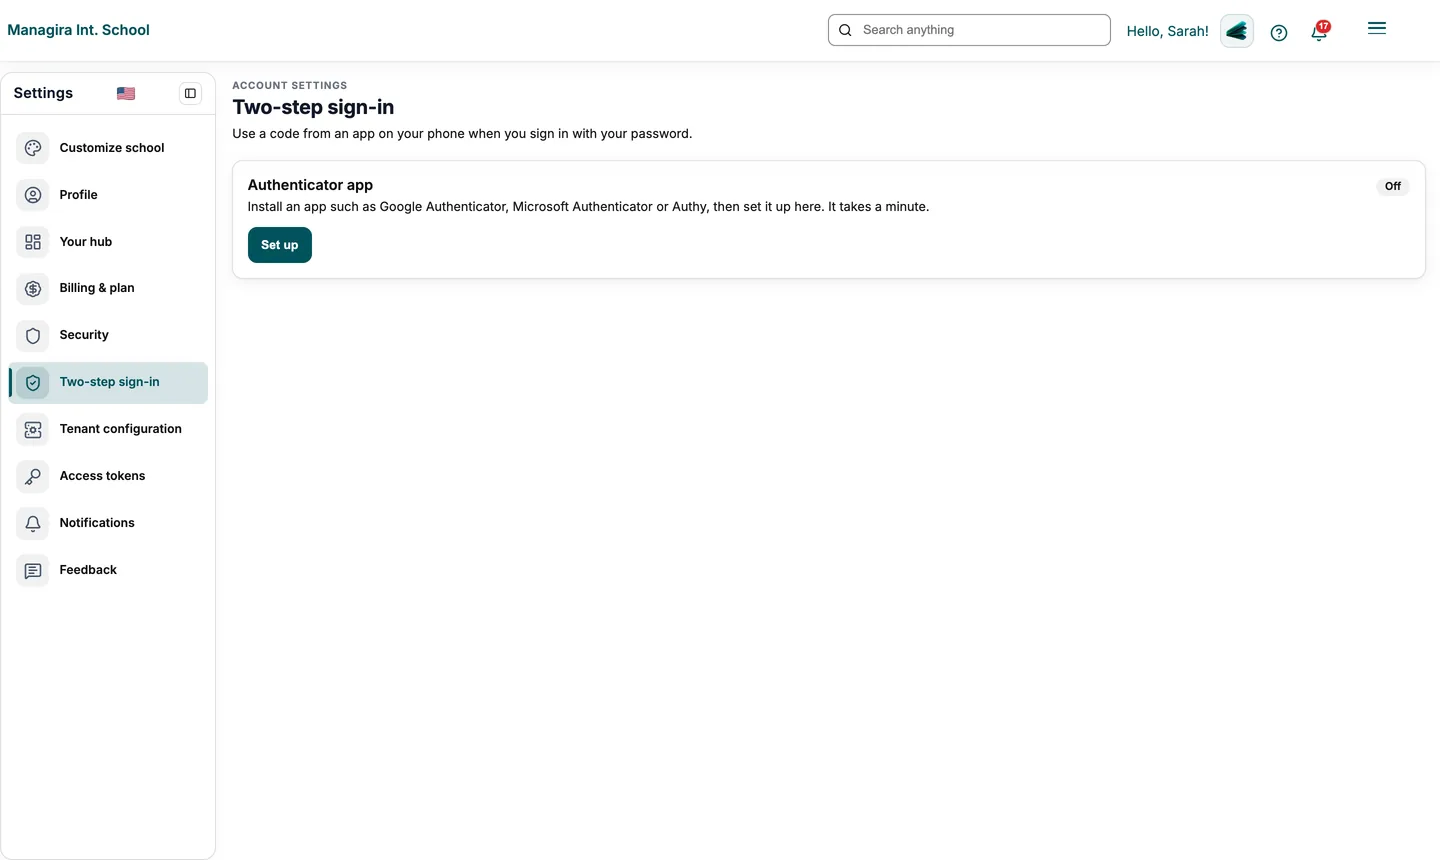 Managira Int. School
Search anything
Hello, Sarah!
17
Settings
Customize school
Profile
Your hub
Billing & plan
Security
Two-step sign-in
Tenant configuration
Access tokens
Notifications
Feedback
ACCOUNT SETTINGS
Two-step sign-in
Use a code from an app on your phone when you sign in with your password.
Authenticator app
Off
Install an app such as Google Authenticator, Microsoft Authenticator or Authy, then set it up here. It takes a minute.
Set up